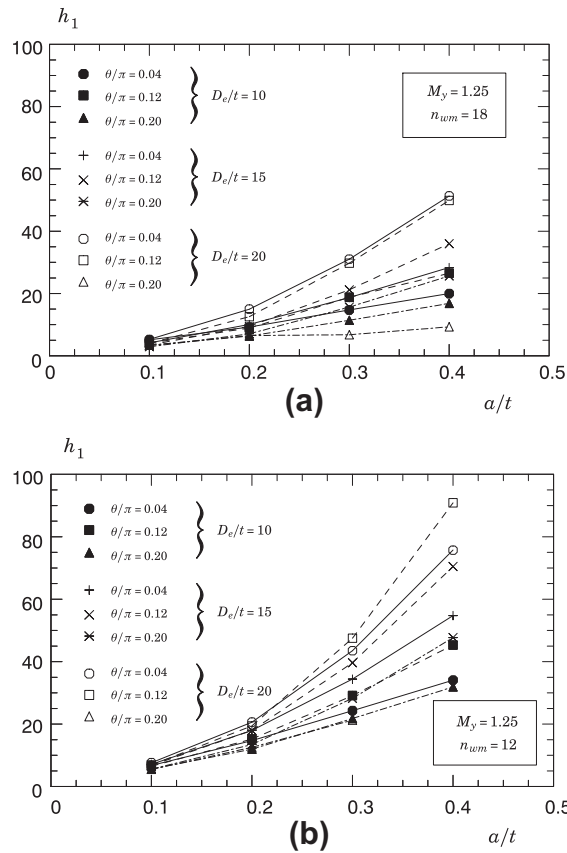 h₁
100
80
60
40
20
0
θ/π = 0.04
θ/π = 0.12
θ/π = 0.20
Dₑ/t = 10
θ/π = 0.04
θ/π = 0.12
θ/π = 0.20
Dₑ/t = 15
θ/π = 0.04
θ/π = 0.12
θ/π = 0.20
Dₑ/t = 20
M_y = 1.25
n_wm = 18
0 0.1 0.2 0.3 0.4 0.5
(a)
a/t
h₁
100
80
60
40
20
0
θ/π = 0.04
θ/π = 0.12
θ/π = 0.20
Dₑ/t = 10
θ/π = 0.04
θ/π = 0.12
θ/π = 0.20
Dₑ/t = 15
θ/π = 0.04
θ/π = 0.12
θ/π = 0.20
Dₑ/t = 20
M_y = 1.25
n_wm = 12
0 0.1 0.2 0.3 0.4 0.5
(b)
a/t